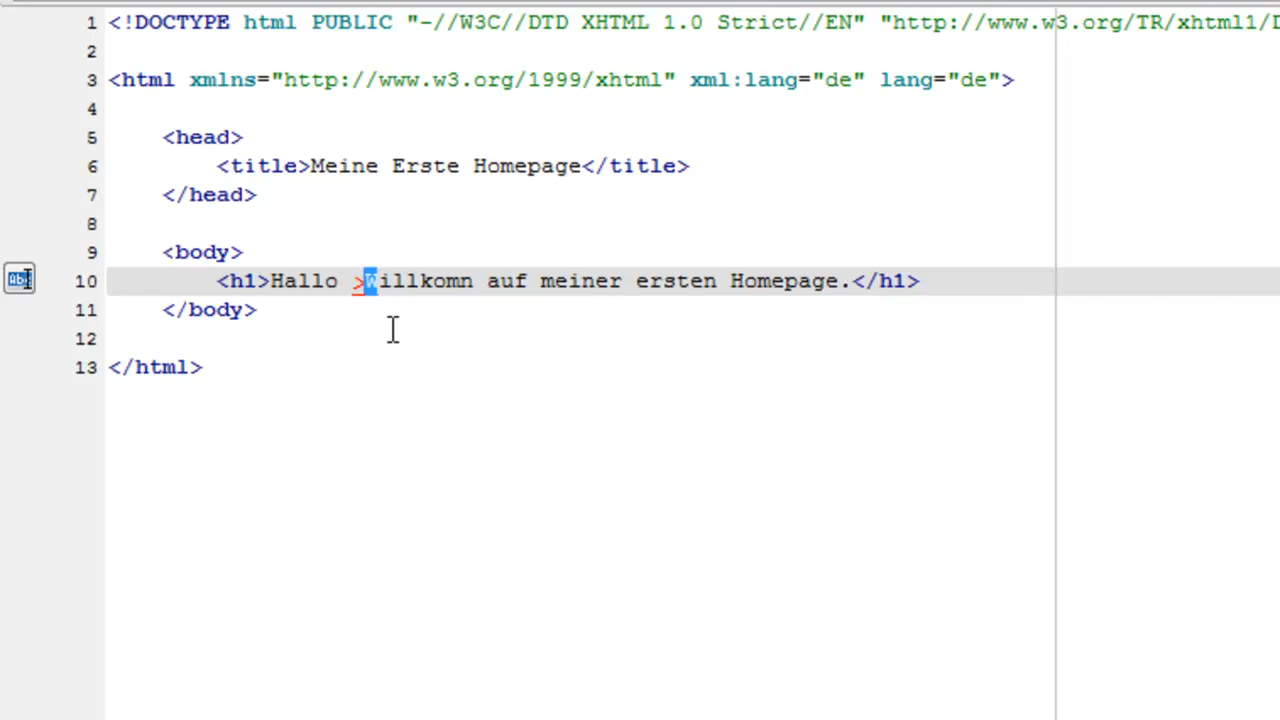 1 <!DOCTYPE html PUBLIC "-//W3C//DTD XHTML 1.0 Strict//EN" "http://www.w3.org/TR/xhtml1/D
2
3 <html xmlns="http://www.w3.org/1999/xhtml" xml:lang="de" lang="de">
4
5 <head>
6 <title>Meine Erste Homepage</title>
7 </head>
8
9 <body>
10 <h1>Hallo >Willkomn auf meiner ersten Homepage.</h1>
11 </body>
12
13 </html>